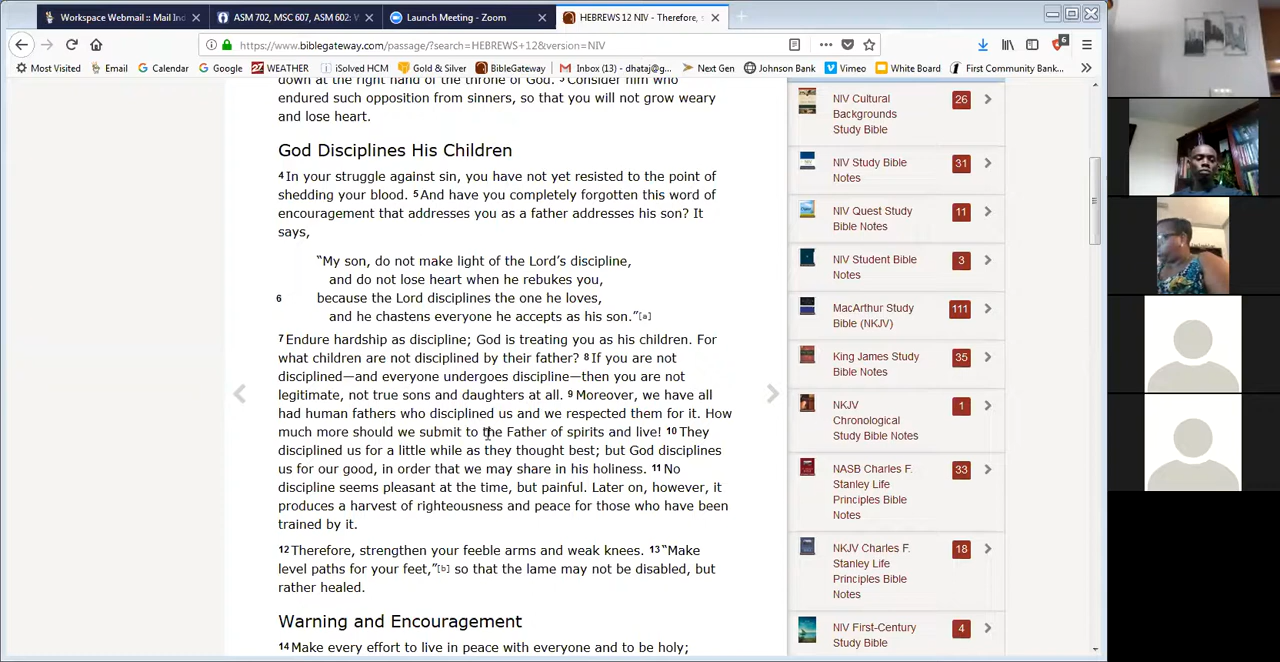 Workspace Webmail :: Mail Ind
ASM 702, MSC 607, ASM 602: W
Launch Meeting - Zoom
HEBREWS 12 NIV - Therefore, s
https://www.biblegateway.com/passage/?search=HEBREWS+12&version=NIV
6
Most Visited
Email
Calendar
Google
WEATHER
iSolved HCM
Gold & Silver
BibleGateway
Inbox (13) - dhataj@g...
Next Gen
Johnson Bank
Vimeo
White Board
First Community Bank...
down at the right hand of the throne of God. 3 Consider him who
endured such opposition from sinners, so that you will not grow weary
and lose heart.
God Disciplines His Children
4 In your struggle against sin, you have not yet resisted to the point of
shedding your blood. 5 And have you completely forgotten this word of
encouragement that addresses you as a father addresses his son? It
says,
“My son, do not make light of the Lord’s discipline,
and do not lose heart when he rebukes you,
6 because the Lord disciplines the one he loves,
and he chastens everyone he accepts as his son.”[a]
7 Endure hardship as discipline; God is treating you as his children. For
what children are not disciplined by their father? 8 If you are not
disciplined—and everyone undergoes discipline—then you are not
legitimate, not true sons and daughters at all. 9 Moreover, we have all
had human fathers who disciplined us and we respected them for it. How
much more should we submit to the Father of spirits and live! 10 They
disciplined us for a little while as they thought best; but God disciplines
us for our good, in order that we may share in his holiness. 11 No
discipline seems pleasant at the time, but painful. Later on, however, it
produces a harvest of righteousness and peace for those who have been
trained by it.
12 Therefore, strengthen your feeble arms and weak knees. 13 “Make
level paths for your feet,”[b] so that the lame may not be disabled, but
rather healed.
Warning and Encouragement
14 Make every effort to live in peace with everyone and to be holy;
NIV Cultural
Backgrounds
Study Bible
26
NIV Study Bible
Notes
31
NIV Quest Study
Bible Notes
11
NIV Student Bible
Notes
3
MacArthur Study
Bible (NKJV)
111
King James Study
Bible Notes
35
NKJV
Chronological
Study Bible Notes
1
NASB Charles F.
Stanley Life
Principles Bible
Notes
33
NKJV Charles F.
Stanley Life
Principles Bible
Notes
18
NIV First-Century
Study Bible
4